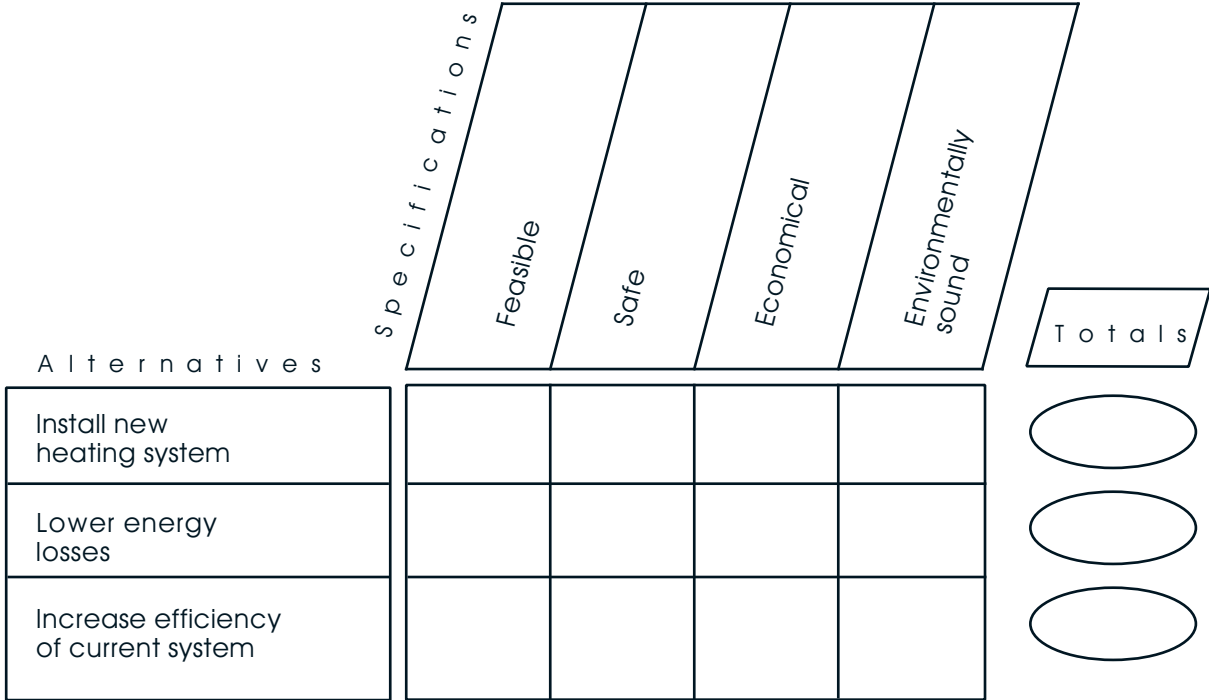 Specifications
Feasible
Safe
Economical
Environmentally
sound
Totals
Alternatives
Install new
heating system
Lower energy
losses
Increase efficiency
of current system